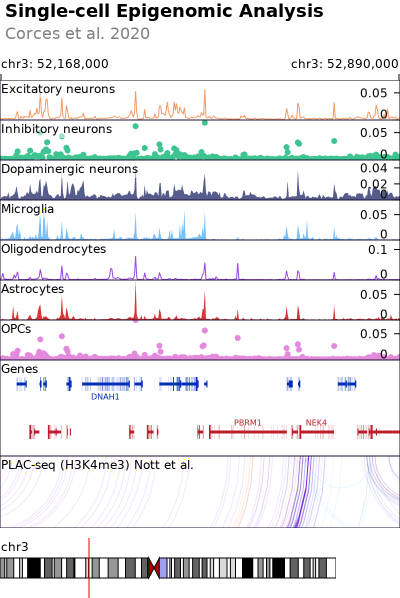 Single-cell Epigenomic Analysis
Corces et al. 2020
chr3: 52,168,000 chr3: 52,890,000
Excitatory neurons 0.05 0
Inhibitory neurons 0.05 0
Dopaminergic neurons 0.04 0.02 0
Microglia 0.05 0
Oligodendrocytes 0.1 0
Astrocytes 0.05 0
OPCs 0.05 0
Genes
DNAH1
PBRM1 NEK4
PLAC-seq (H3K4me3) Nott et al.
chr3